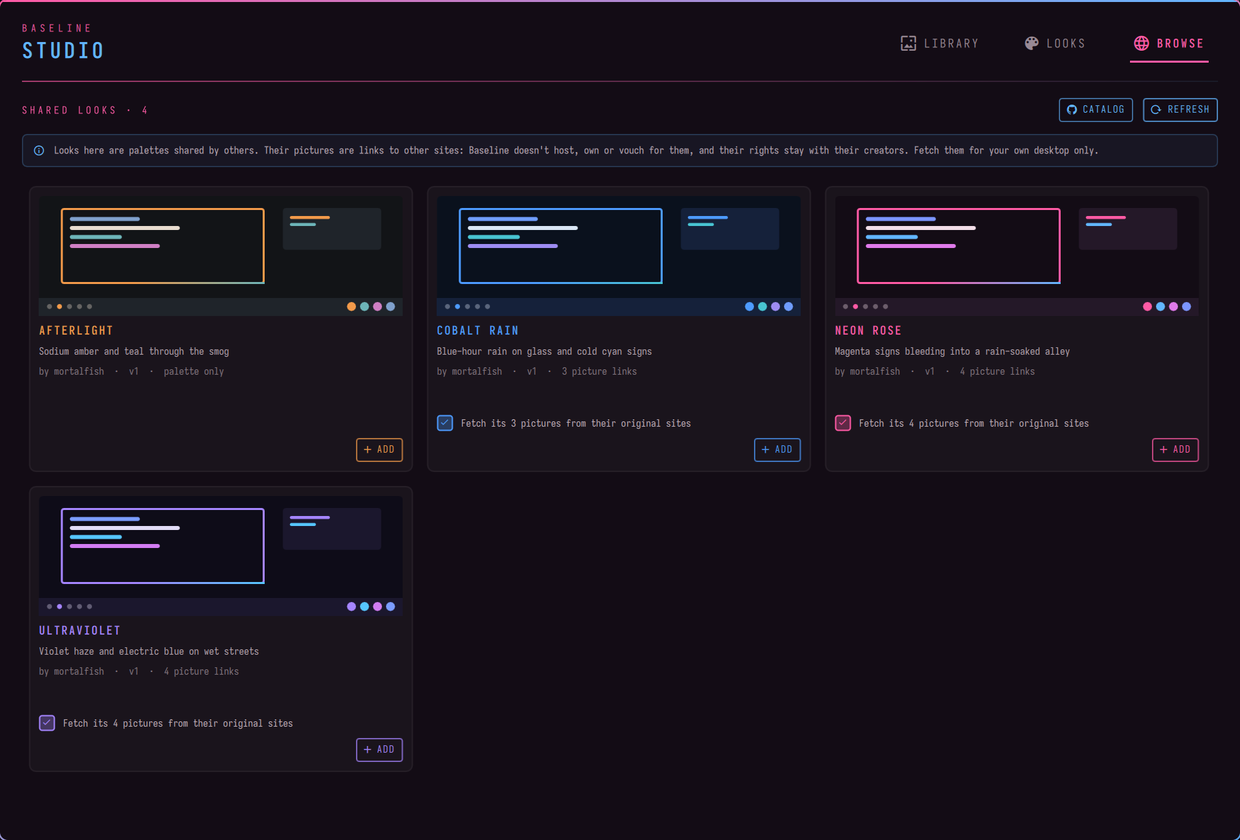 BASELINE
STUDIO
LIBRARY
LOOKS
BROWSE
SHARED LOOKS · 4
CATALOG
REFRESH
Looks here are palettes shared by others. Their pictures are links to other sites: Baseline doesn't host, own or vouch for them, and their rights stay with their creators. Fetch them for your own desktop only.
AFTERLIGHT
Sodium amber and teal through the smog
by mortalfish · v1 · palette only
+ ADD
COBALT RAIN
Blue-hour rain on glass and cold cyan signs
by mortalfish · v1 · 3 picture links
Fetch its 3 pictures from their original sites
+ ADD
NEON ROSE
Magenta signs bleeding into a rain-soaked alley
by mortalfish · v1 · 4 picture links
Fetch its 4 pictures from their original sites
+ ADD
ULTRAVIOLET
Violet haze and electric blue on wet streets
by mortalfish · v1 · 4 picture links
Fetch its 4 pictures from their original sites
+ ADD